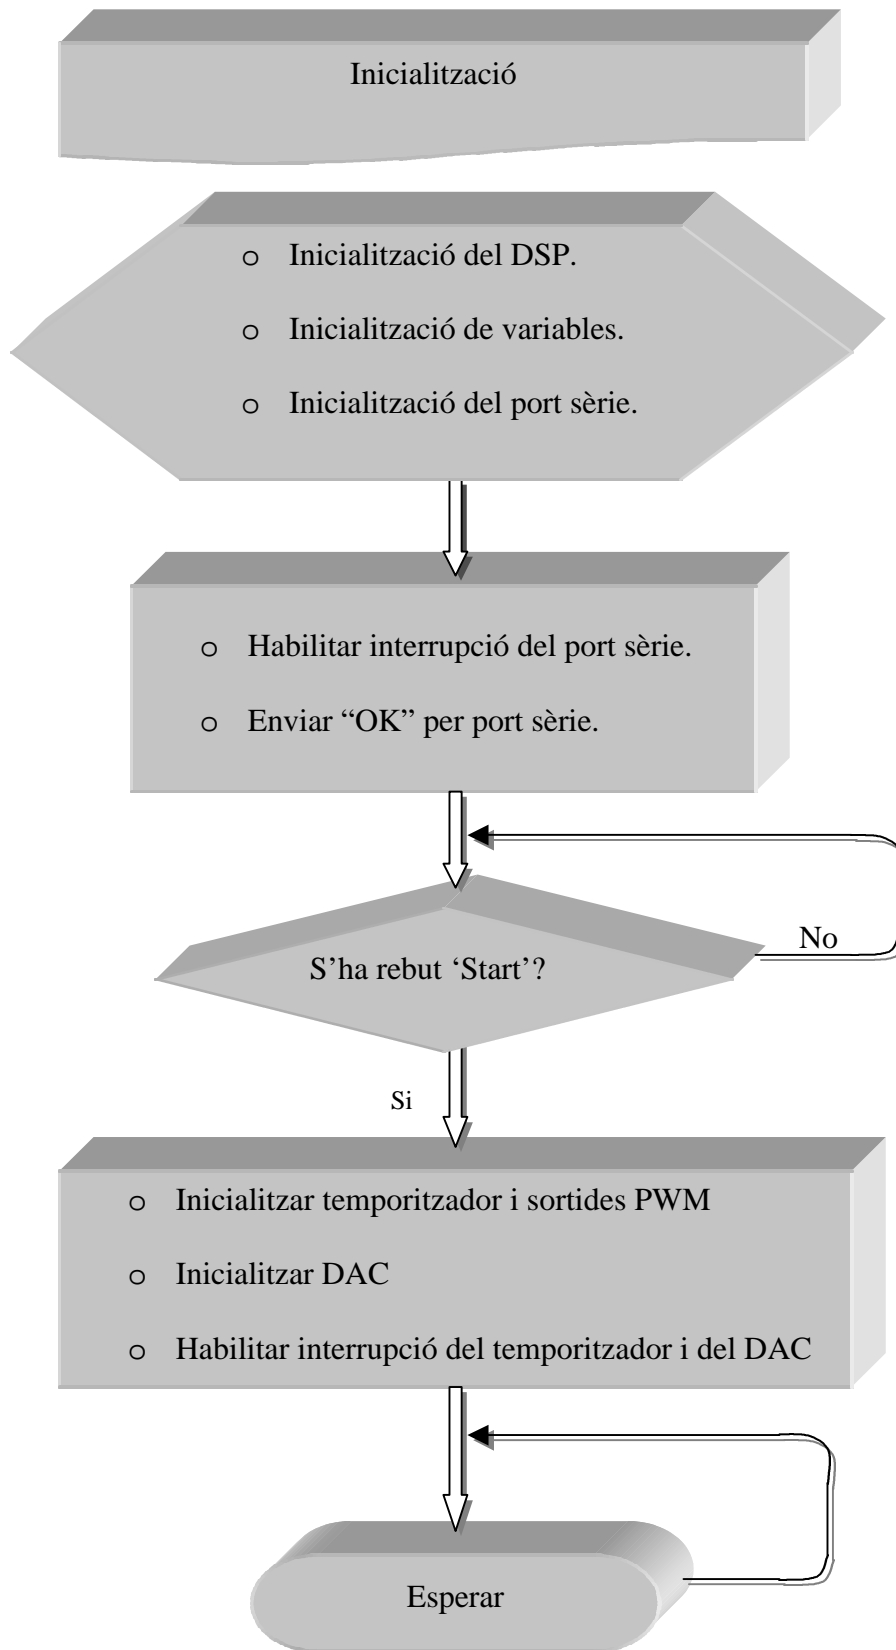 Inicialització
o Inicialització del DSP.
o Inicialització de variables.
o Inicialització del port sèrie.
o Habilitar interrupció del port sèrie.
o Enviar “OK” per port sèrie.
No
S’ha rebut ‘Start’?
Si
o Inicialitzar temporitzador i sortides PWM
o Inicialitzar DAC
o Habilitar interrupció del temporitzador i del DAC
Esperar